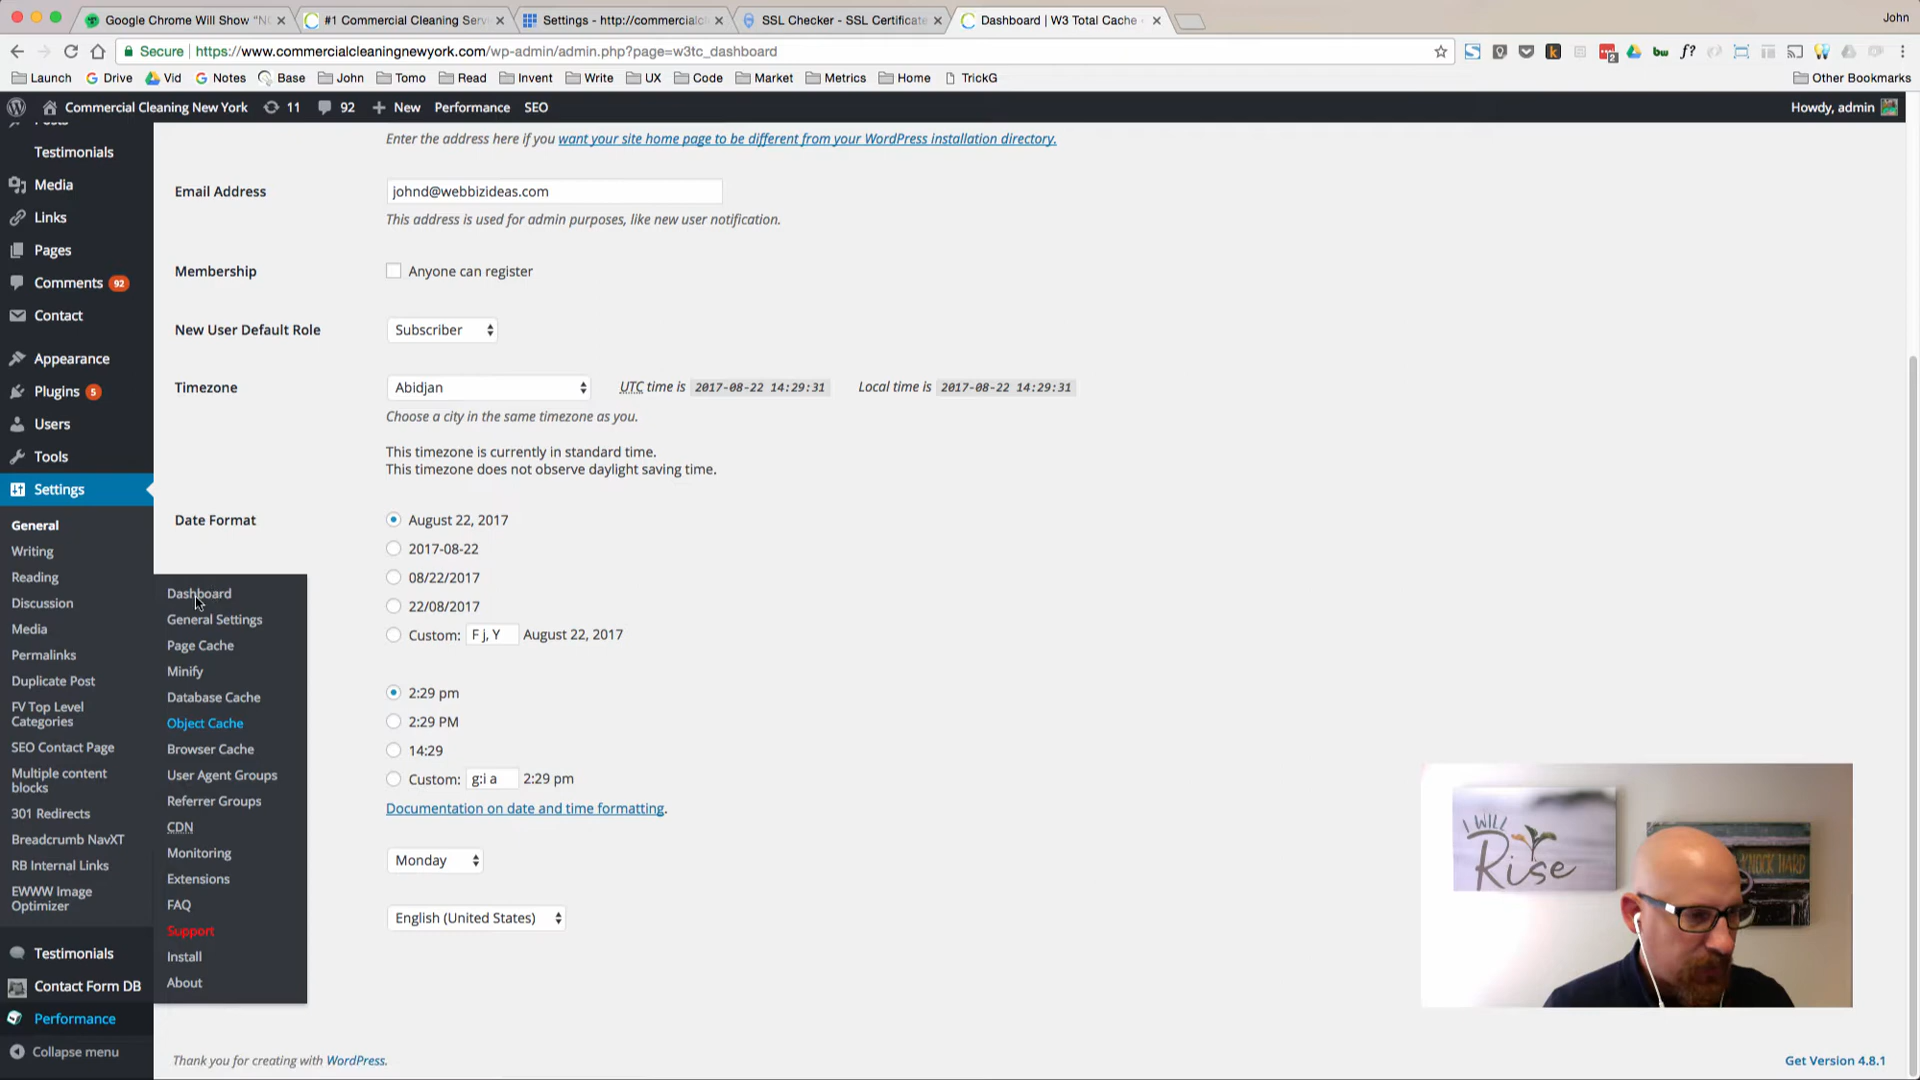 Google Chrome Will Show "N
#1 Commercial Cleaning Servi
Settings - http://commercialc
SSL Checker - SSL Certificate
Dashboard | W3 Total Cache
John
Secure https://www.commercialcleaningnewyork.com/wp-admin/admin.php?page=w3tc_dashboard
Launch Drive Vid Notes Base John Tomo Read Invent Write UX Code Market Metrics Home TrickG Other Bookmarks
Commercial Cleaning New York 11 92 New Performance SEO Howdy, admin
Posts
Testimonials
Media
Links
Pages
Comments 92
Contact
Appearance
Plugins 5
Users
Tools
Settings
General
Writing
Reading
Discussion
Media
Permalinks
Duplicate Post
FV Top Level
Categories
SEO Contact Page
Multiple content
blocks
301 Redirects
Breadcrumb NavXT
RB Internal Links
EWWW Image
Optimizer
Testimonials
Contact Form DB
Performance
Collapse menu
Dashboard
General Settings
Page Cache
Minify
Database Cache
Object Cache
Browser Cache
User Agent Groups
Referrer Groups
CDN
Monitoring
Extensions
FAQ
Support
Install
About
Enter the address here if you want your site home page to be different from your WordPress installation directory.
Email Address johnd@webbizideas.com
This address is used for admin purposes, like new user notification.
Membership Anyone can register
New User Default Role Subscriber
Timezone Abidjan UTC time is 2017-08-22 14:29:31 Local time is 2017-08-22 14:29:31
Choose a city in the same timezone as you.
This timezone is currently in standard time.
This timezone does not observe daylight saving time.
Date Format August 22, 2017
2017-08-22
08/22/2017
22/08/2017
Custom: F j, Y August 22, 2017
2:29 pm
2:29 PM
14:29
Custom: g:i a 2:29 pm
Documentation on date and time formatting.
Monday
English (United States)
I WILL
Rise
KNOCK HARD
Thank you for creating with WordPress.
Get Version 4.8.1